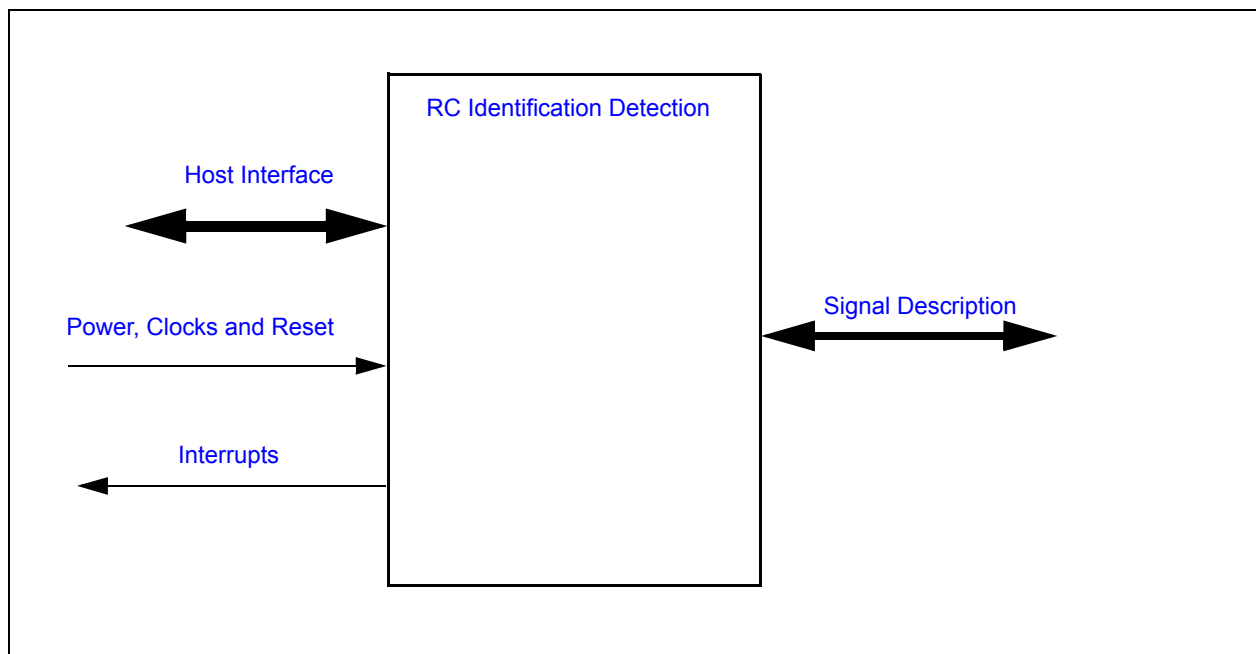 RC Identification Detection
Host Interface
Signal Description
Power, Clocks and Reset
Interrupts